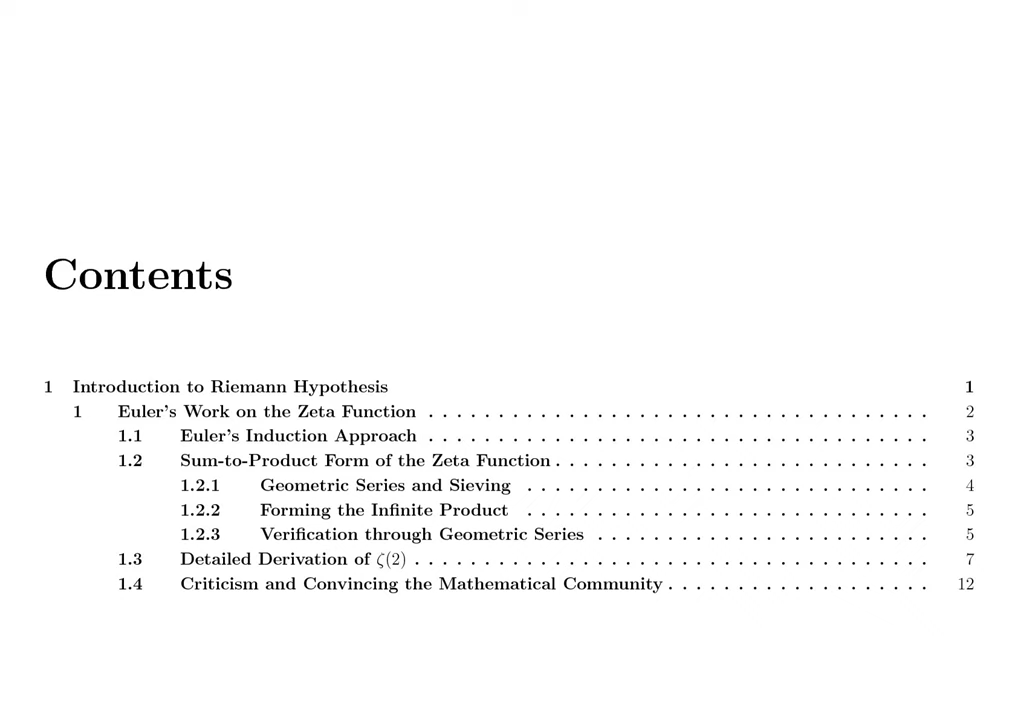 Contents
1 Introduction to Riemann Hypothesis 1
1 Euler's Work on the Zeta Function . . . . . . . . . . . . . . . . . . . . . . . . . . . . . . . . . . . . 2
1.1 Euler's Induction Approach . . . . . . . . . . . . . . . . . . . . . . . . . . . . . . . . . . . . 3
1.2 Sum-to-Product Form of the Zeta Function . . . . . . . . . . . . . . . . . . . . . . . . . . . 3
1.2.1 Geometric Series and Sieving . . . . . . . . . . . . . . . . . . . . . . . . . . . . . 4
1.2.2 Forming the Infinite Product . . . . . . . . . . . . . . . . . . . . . . . . . . . . . 5
1.2.3 Verification through Geometric Series . . . . . . . . . . . . . . . . . . . . . . . . 5
1.3 Detailed Derivation of ζ(2) . . . . . . . . . . . . . . . . . . . . . . . . . . . . . . . . . . . . . 7
1.4 Criticism and Convincing the Mathematical Community . . . . . . . . . . . . . . . . . . . 12